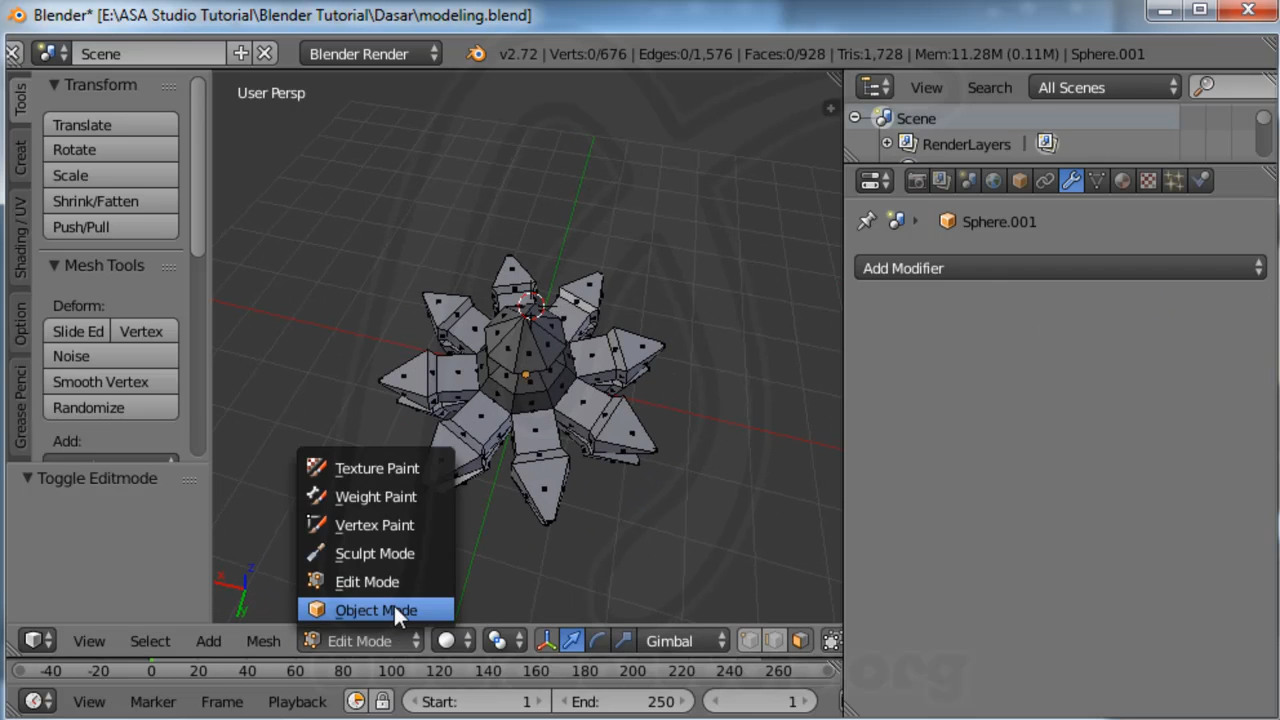 Blender* [E:\ASA Studio Tutorial\Blender Tutorial\Dasar\modeling.blend]
Scene
Blender Render
v2.72 | Verts:0/676 | Edges:0/1,576 | Faces:0/928 | Tris:1,728 | Mem:11.28M (0.11M) | Sphere.001
Tools
Creat
Shading / UV
Option
Grease Penci
Transform
Translate
Rotate
Scale
Shrink/Fatten
Push/Pull
Mesh Tools
Deform:
Slide Ed Vertex
Noise
Smooth Vertex
Randomize
Add:
Toggle Editmode
User Persp
x
z
y
Texture Paint
Weight Paint
Vertex Paint
Sculpt Mode
Edit Mode
Object Mode
View Select Add Mesh Edit Mode Gimbal
-40 -20 0 20 40 60 80 100 120 140 160 180 200 220 240 260
View Marker Frame Playback Start: 1 End: 250 1
View Search All Scenes
Scene
RenderLayers |
Sphere.001
Add Modifier